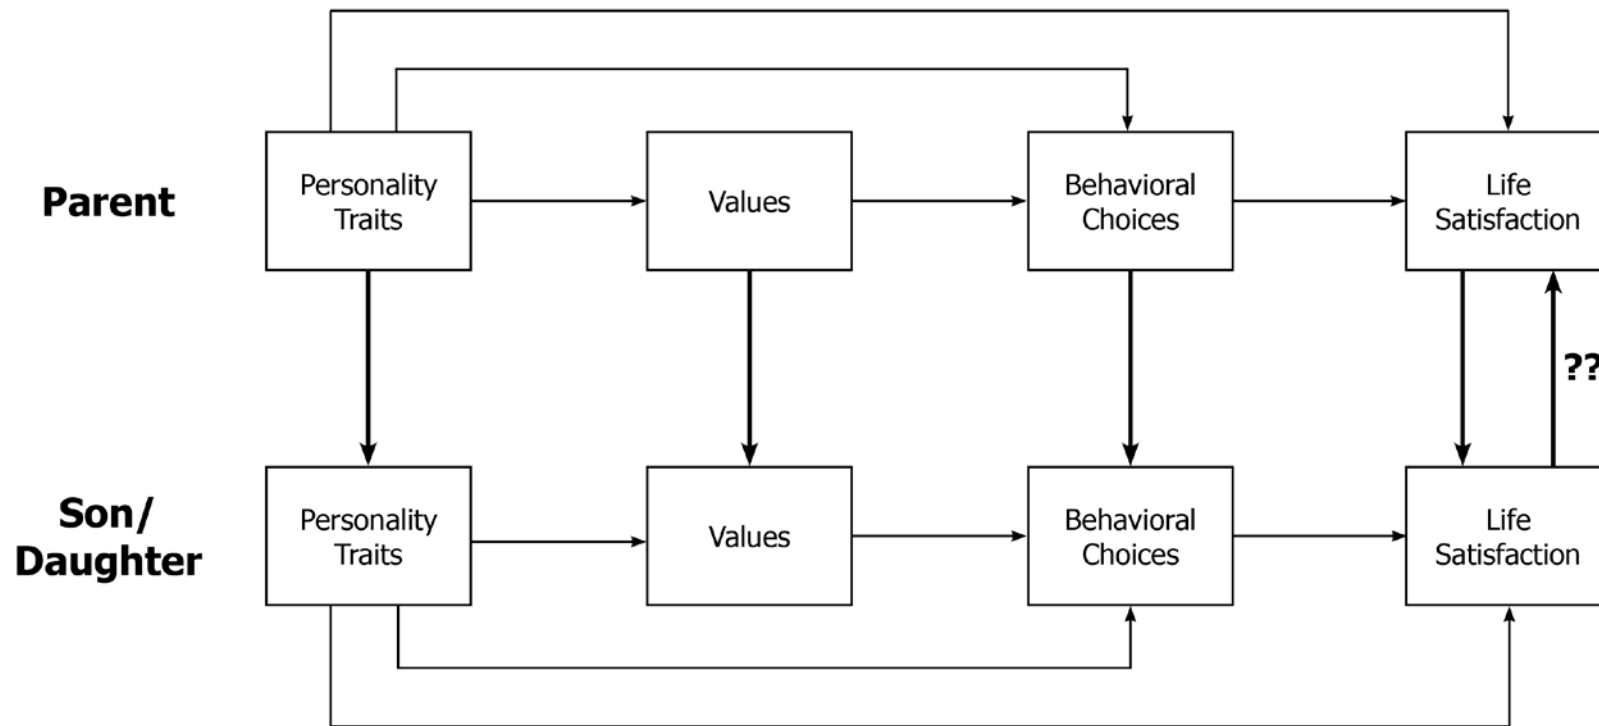 Parent
Personality
Traits
Values
Behavioral
Choices
Life
Satisfaction
??
Son/
Daughter
Personality
Traits
Values
Behavioral
Choices
Life
Satisfaction